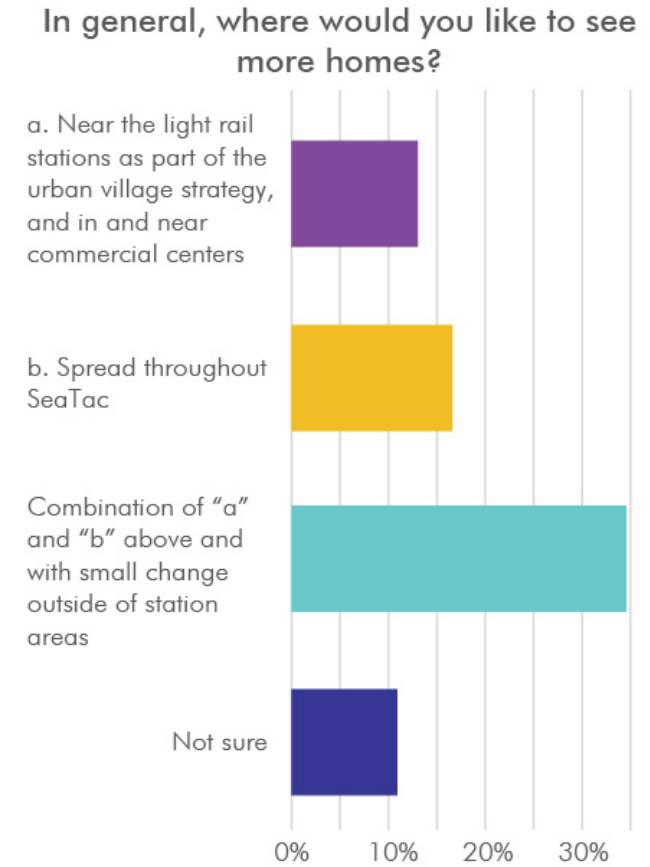 In general, where would you like to see
more homes?
a. Near the light rail
stations as part of the
urban village strategy,
and in and near
commercial centers
b. Spread throughout
SeaTac
Combination of “a”
and “b” above and
with small change
outside of station
areas
Not sure
0% 10% 20% 30%